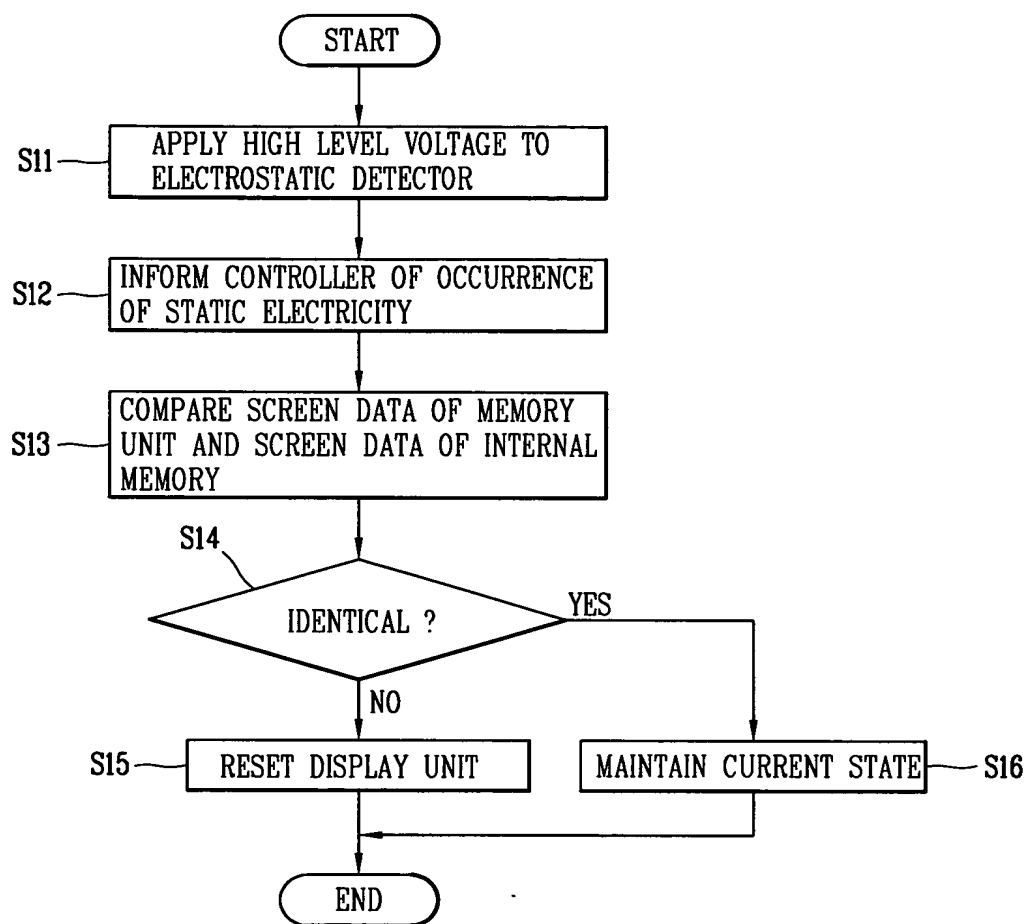 START
S11
APPLY HIGH LEVEL VOLTAGE TO
ELECTROSTATIC DETECTOR
S12
INFORM CONTROLLER OF OCCURRENCE
OF STATIC ELECTRICITY
S13
COMPARE SCREEN DATA OF MEMORY
UNIT AND SCREEN DATA OF INTERNAL
MEMORY
S14
IDENTICAL ?
YES
NO
S15
RESET DISPLAY UNIT
MAINTAIN CURRENT STATE
S16
END